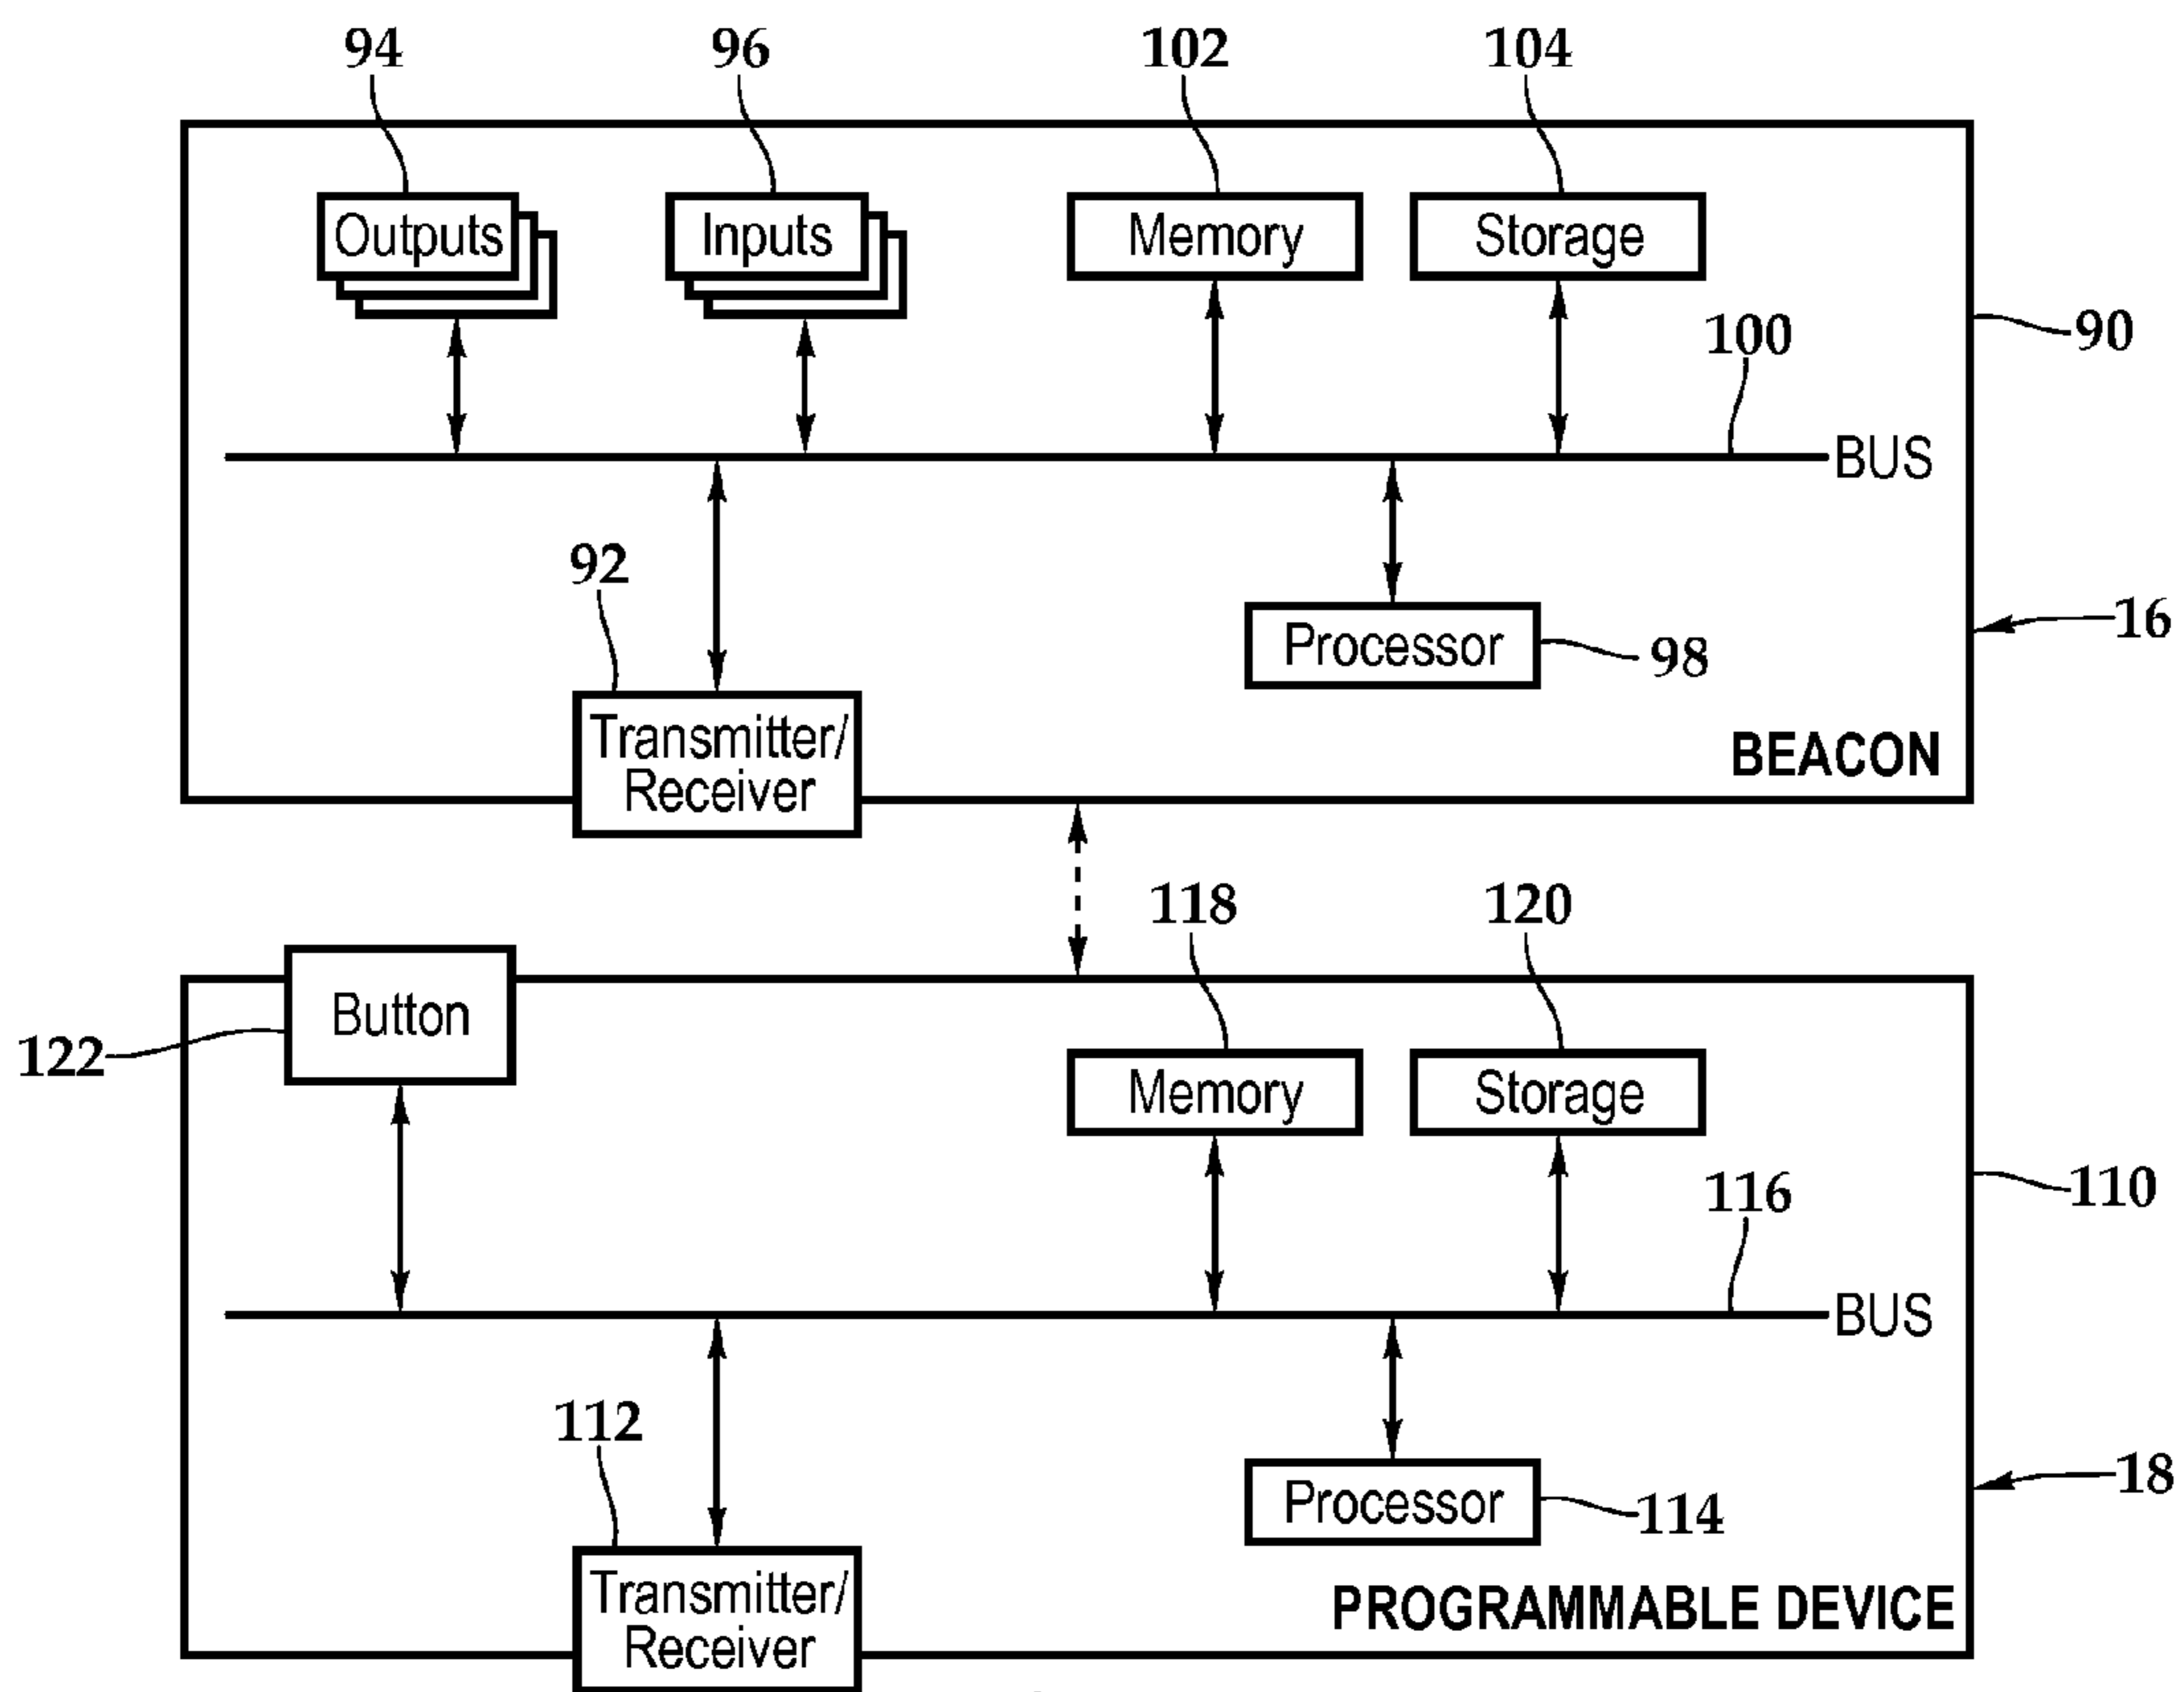 94
96
102
104
Outputs
Inputs
Memory
Storage
100
90
BUS
92
16
Processor
98
Transmitter/
Receiver
BEACON
118
120
Button
122
Memory
Storage
110
116
BUS
112
18
Processor
114
Transmitter/
Receiver
PROGRAMMABLE DEVICE